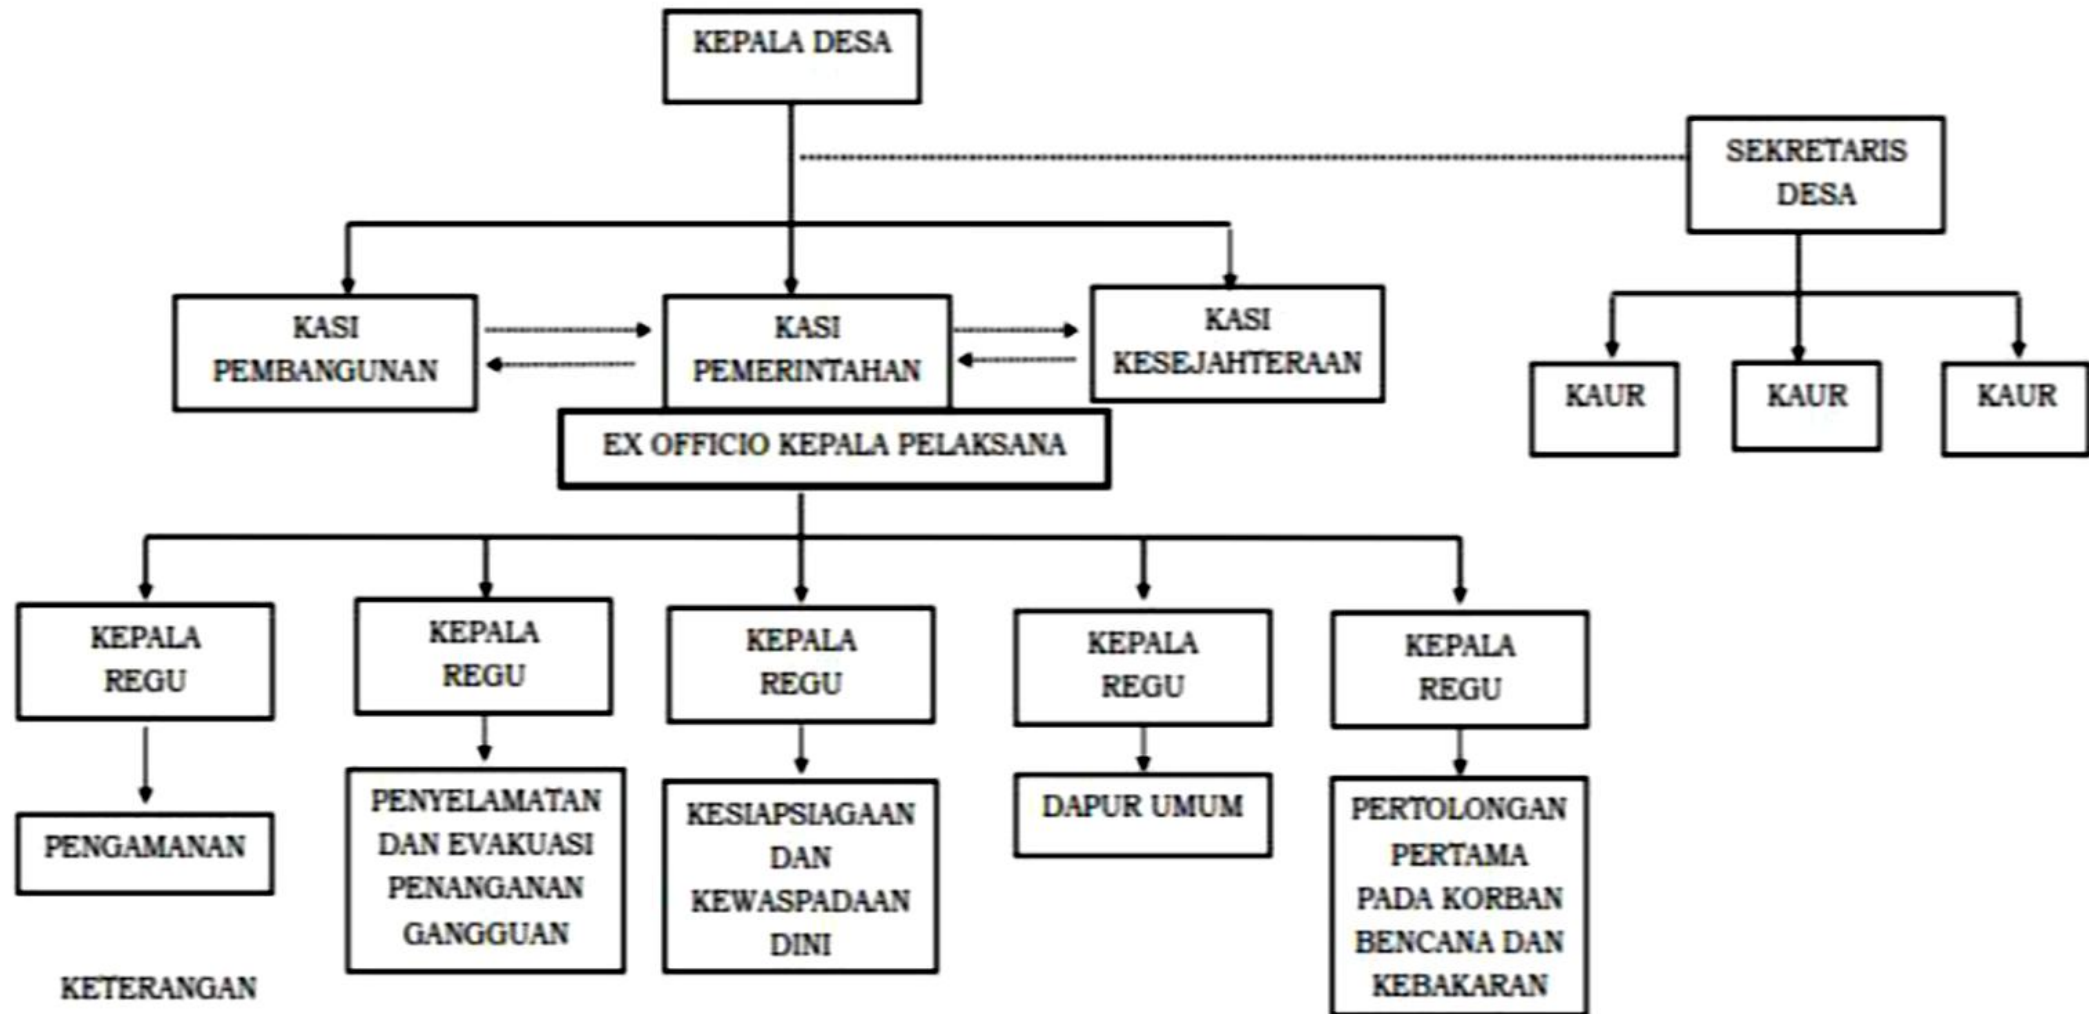 KEPALA DESA
SEKRETARIS
DESA
KASI
PEMBANGUNAN
KASI
PEMERINTAHAN
KASI
KESEJAHTERAAN
KAUR
KAUR
KAUR
EX OFFICIO KEPALA PELAKSANA
KEPALA
REGU
KEPALA
REGU
KEPALA
REGU
KEPALA
REGU
KEPALA
REGU
PENGAMANAN
PENYELAMATAN
DAN EVAKUASI
PENANGANAN
GANGGUAN
KESIAPSIAGAAN
DAN
KEWASPADAAN
DINI
DAPUR UMUM
PERTOLONGAN
PERTAMA
PADA KORBAN
BENCANA DAN
KEBAKARAN
KETERANGAN